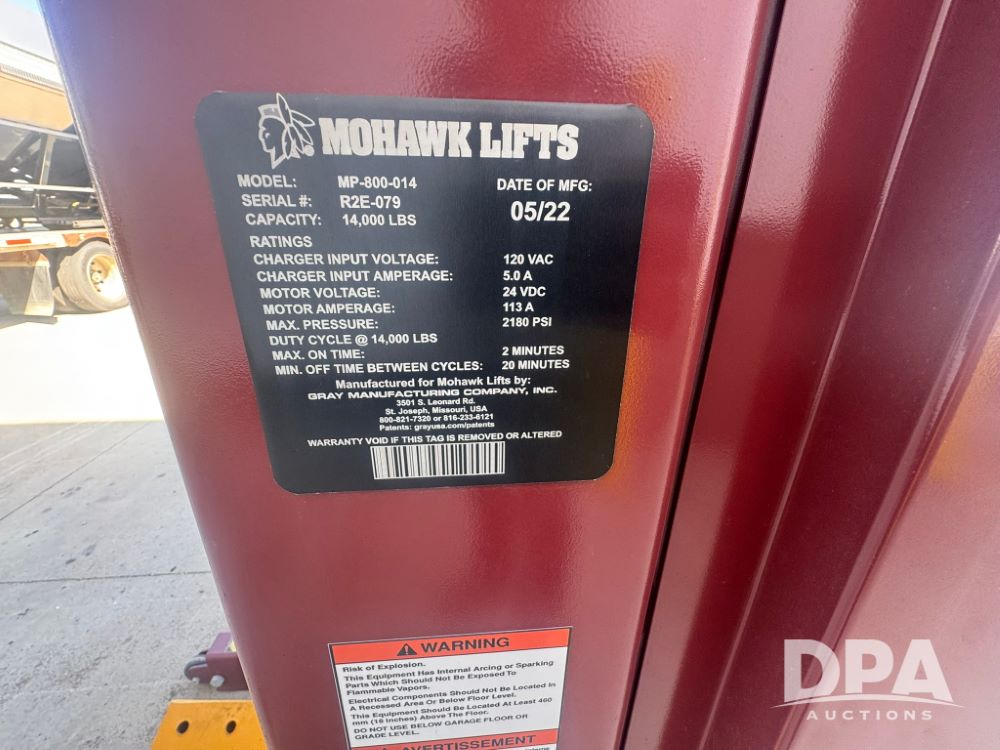 MOHAWK LIFTS
MODEL: MP-800-014
SERIAL #: R2E-079
CAPACITY: 14,000 LBS
DATE OF MFG:
05/22
RATINGS
CHARGER INPUT VOLTAGE: 120 VAC
CHARGER INPUT AMPERAGE: 5.0 A
MOTOR VOLTAGE: 24 VDC
MOTOR AMPERAGE: 113 A
MAX. PRESSURE: 2180 PSI
DUTY CYCLE @ 14,000 LBS
MAX. ON TIME: 2 MINUTES
MIN. OFF TIME BETWEEN CYCLES: 20 MINUTES
Manufactured for Mohawk Lifts by:
GRAY MANUFACTURING COMPANY, INC.
3501 S. Leonard Rd.
St. Joseph, Missouri, USA
800-821-7320 or 816-233-6121
Patents: grayusa.com/patents
WARRANTY VOID IF THIS TAG IS REMOVED OR ALTERED
WARNING
Risk of Explosion.
This Equipment Has Internal Arcing or Sparking
Parts Which Should Not Be Exposed To
Flammable Vapors.
Electrical Components Should Not Be Located In
A Recessed Area Or Below Floor Level.
This Equipment Should Be Located At Least 460
mm (18 Inches) Above The Floor.
DO NOT USE BELOW GARAGE FLOOR OR
GRADE LEVEL.
AVERTISSEMENT
DPA
AUCTIONS